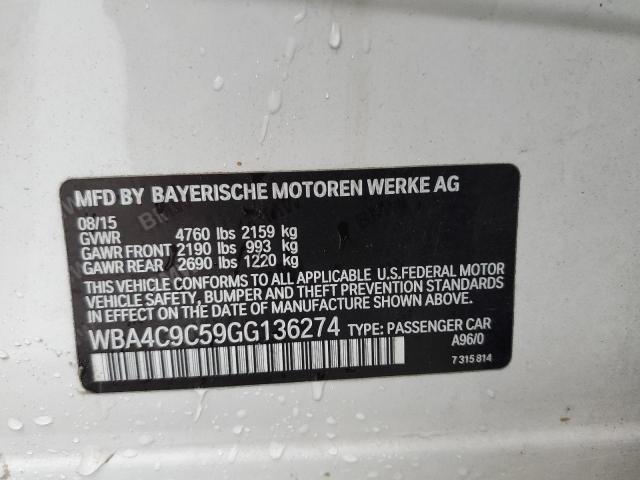 MFD BY BAYERISCHE MOTOREN WERKE AG
08/15
GVWR 4760 lbs 2159 kg
GAWR FRONT 2190 lbs 993 kg
GAWR REAR 2690 lbs 1220 kg
THIS VEHICLE CONFORMS TO ALL APPLICABLE U.S.FEDERAL MOTOR
VEHICLE SAFETY, BUMPER AND THEFT PREVENTION STANDARDS
IN EFFECT ON THE DATE OF MANUFACTURE SHOWN ABOVE.
WBA4C9C59GG136274 TYPE: PASSENGER CAR
A96/0
7 315 814